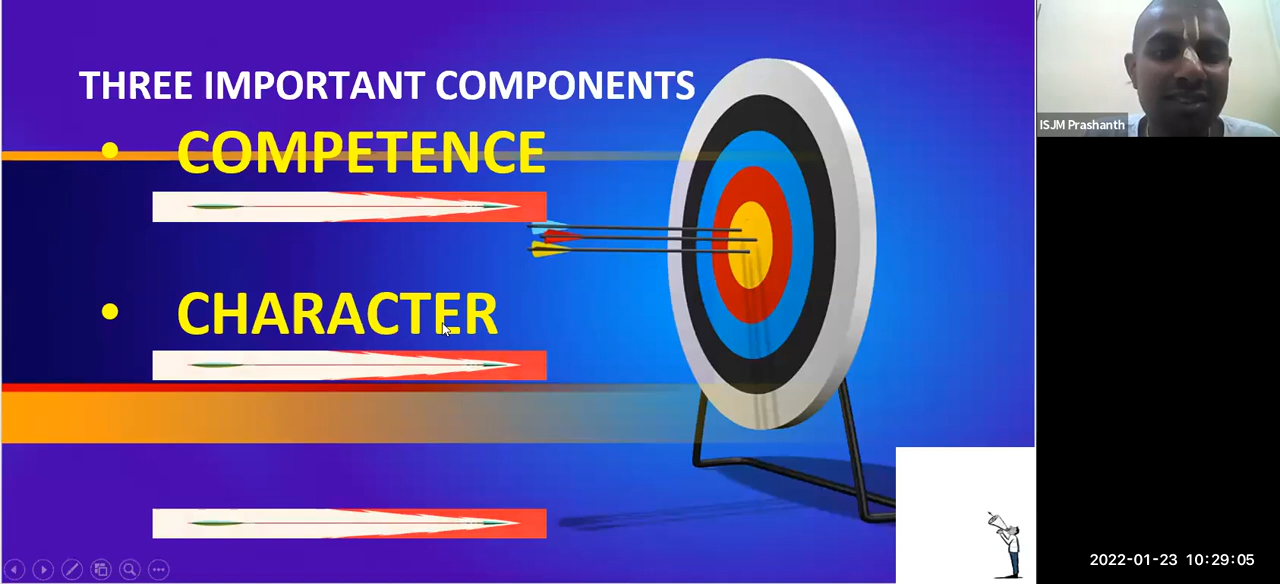 THREE IMPORTANT COMPONENTS
• COMPETENCE
• CHARACTER
ISJM Prashanth
2022-01-23 10:29:05